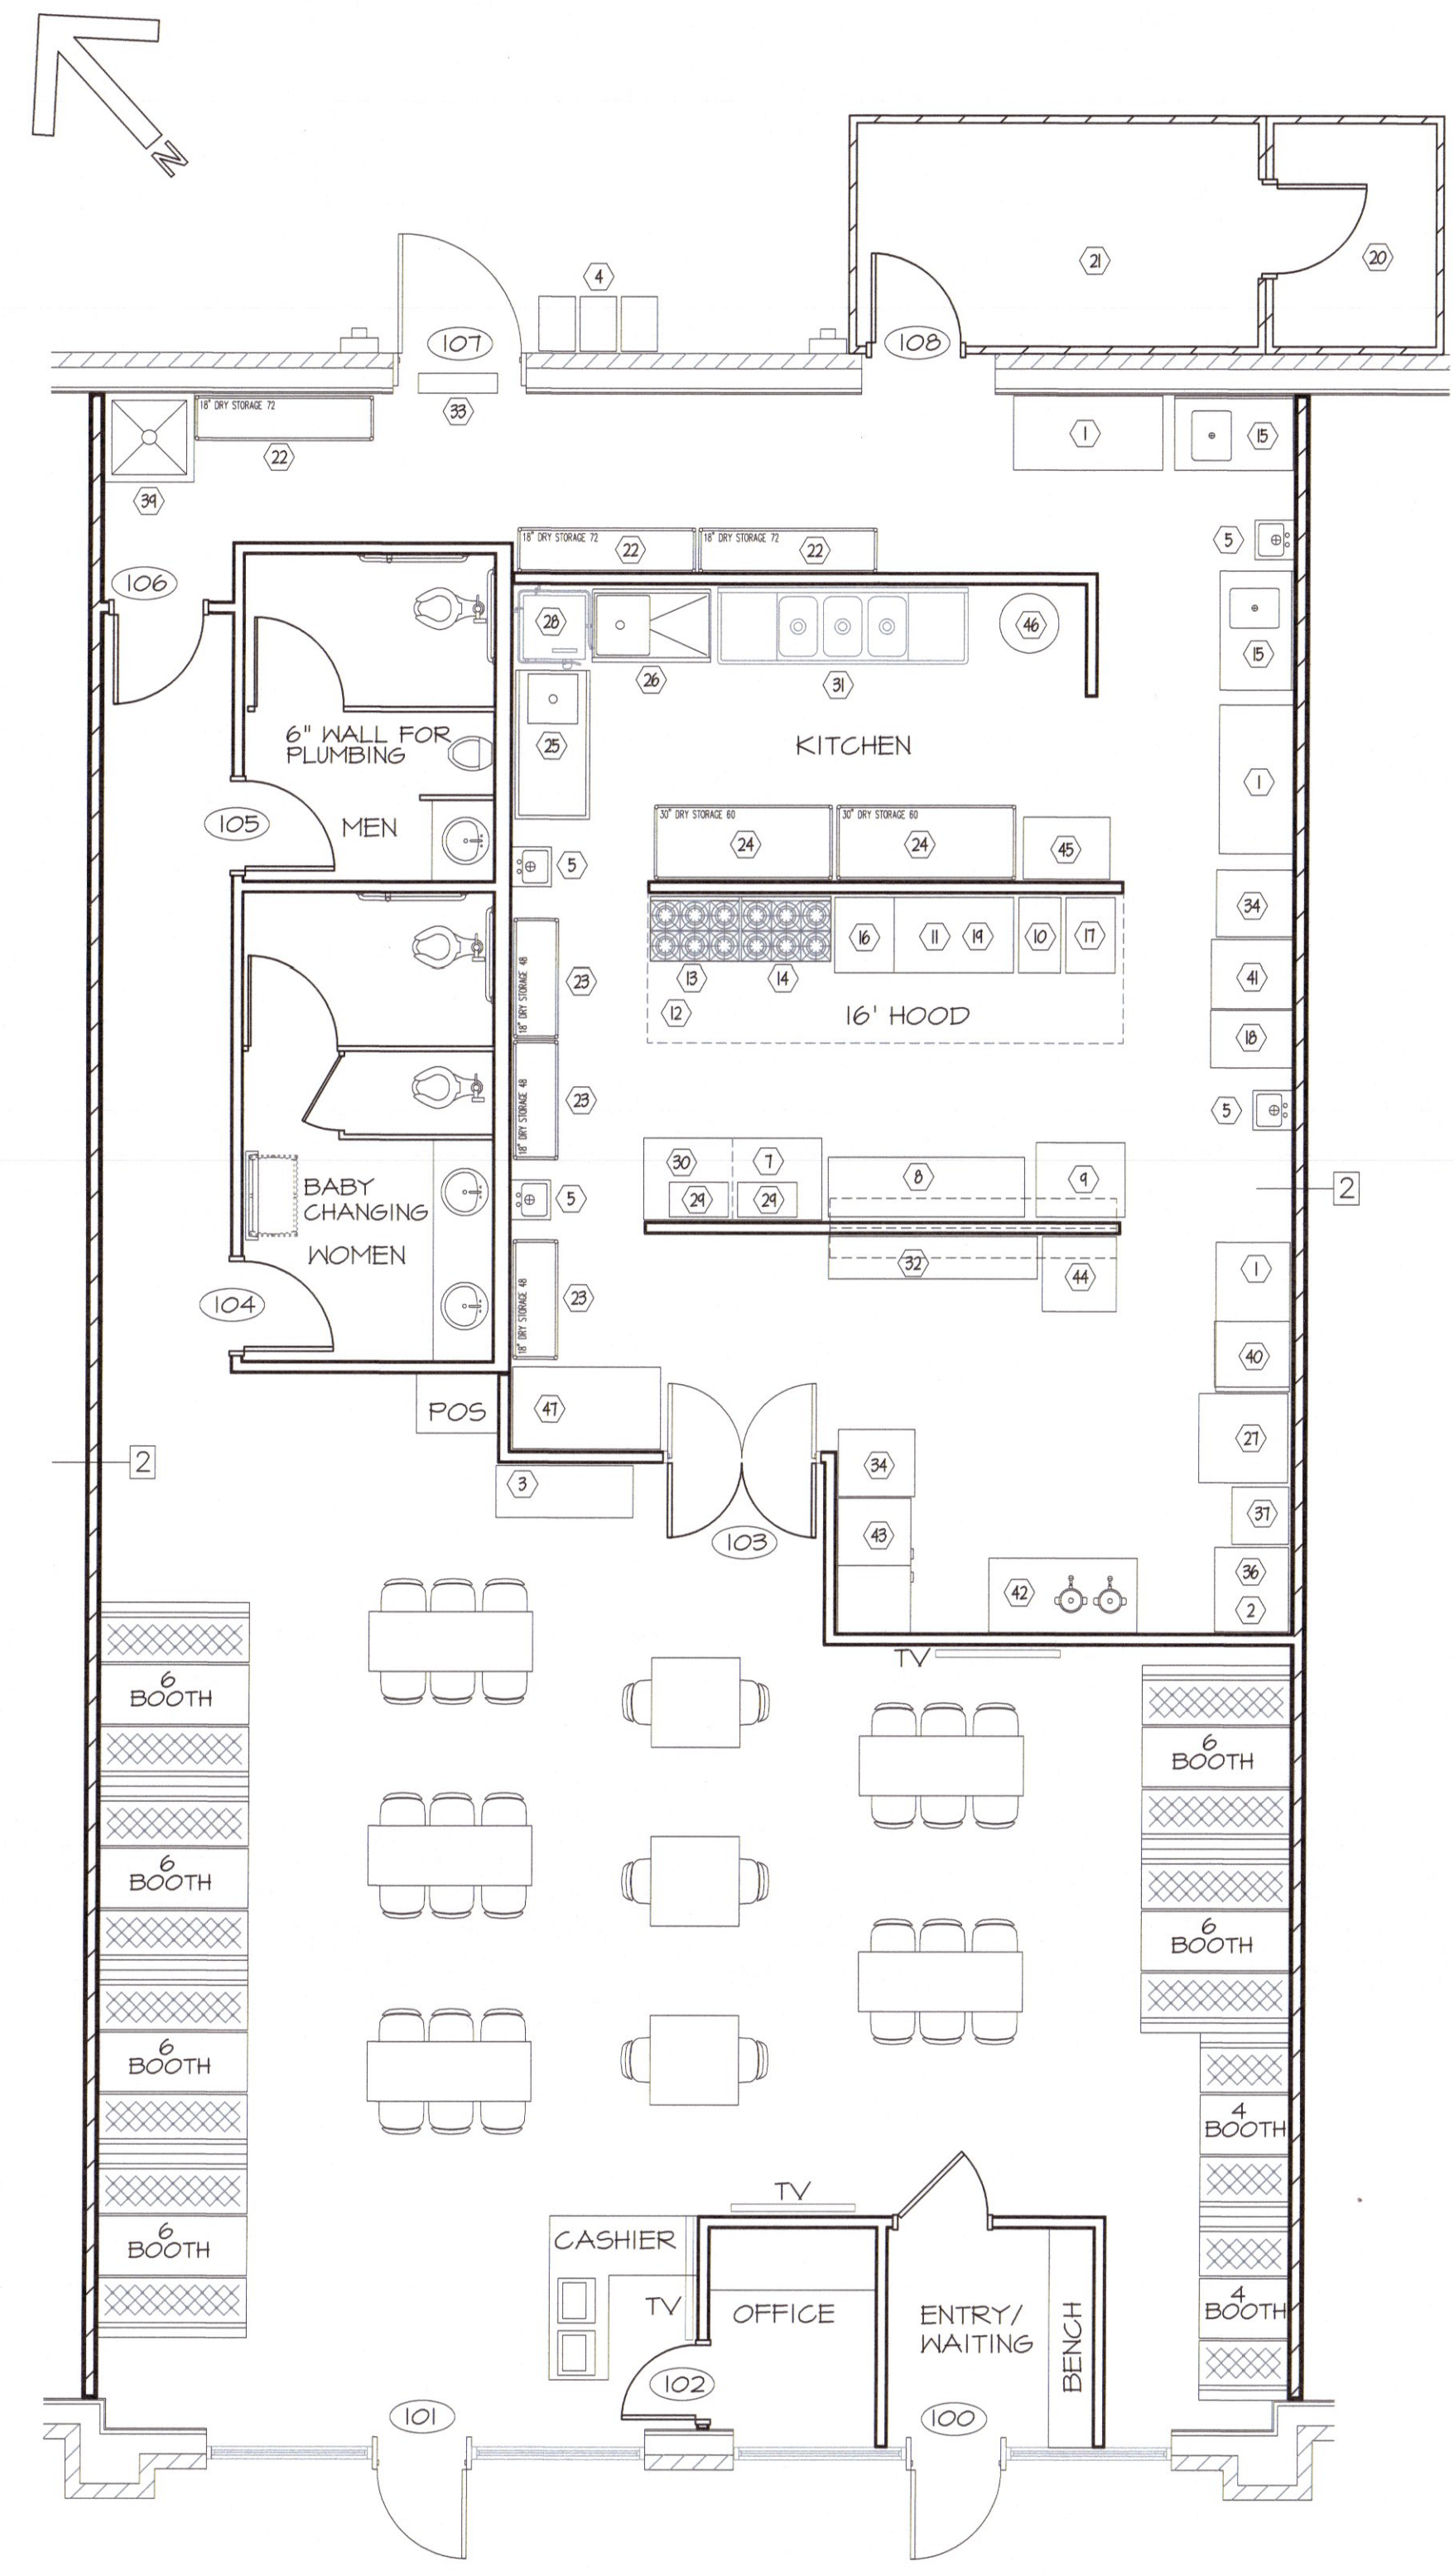 N
21
20
4
107
108
33
18" DRY STORAGE 72
22
39
1
15
5
106
18" DRY STORAGE 72
22
18" DRY STORAGE 72
22
28
26
31
46
15
25
6" WALL FOR
PLUMBING
KITCHEN
1
105
MEN
30" DRY STORAGE 60
24
30" DRY STORAGE 60
24
45
5
34
16
11
19
10
17
13
14
12
16' HOOD
41
18
18" DRY STORAGE 48
23
18" DRY STORAGE 48
23
5
30
7
29
29
8
9
2
BABY
CHANGING
WOMEN
5
104
18" DRY STORAGE 48
23
32
44
1
40
POS
47
27
2
3
103
34
43
37
42
36
2
TV
6
BOOTH
6
BOOTH
6
BOOTH
6
BOOTH
6
BOOTH
6
BOOTH
4
BOOTH
4
BOOTH
TV
CASHIER
TV
OFFICE
ENTRY/
WAITING
BENCH
102
101
100